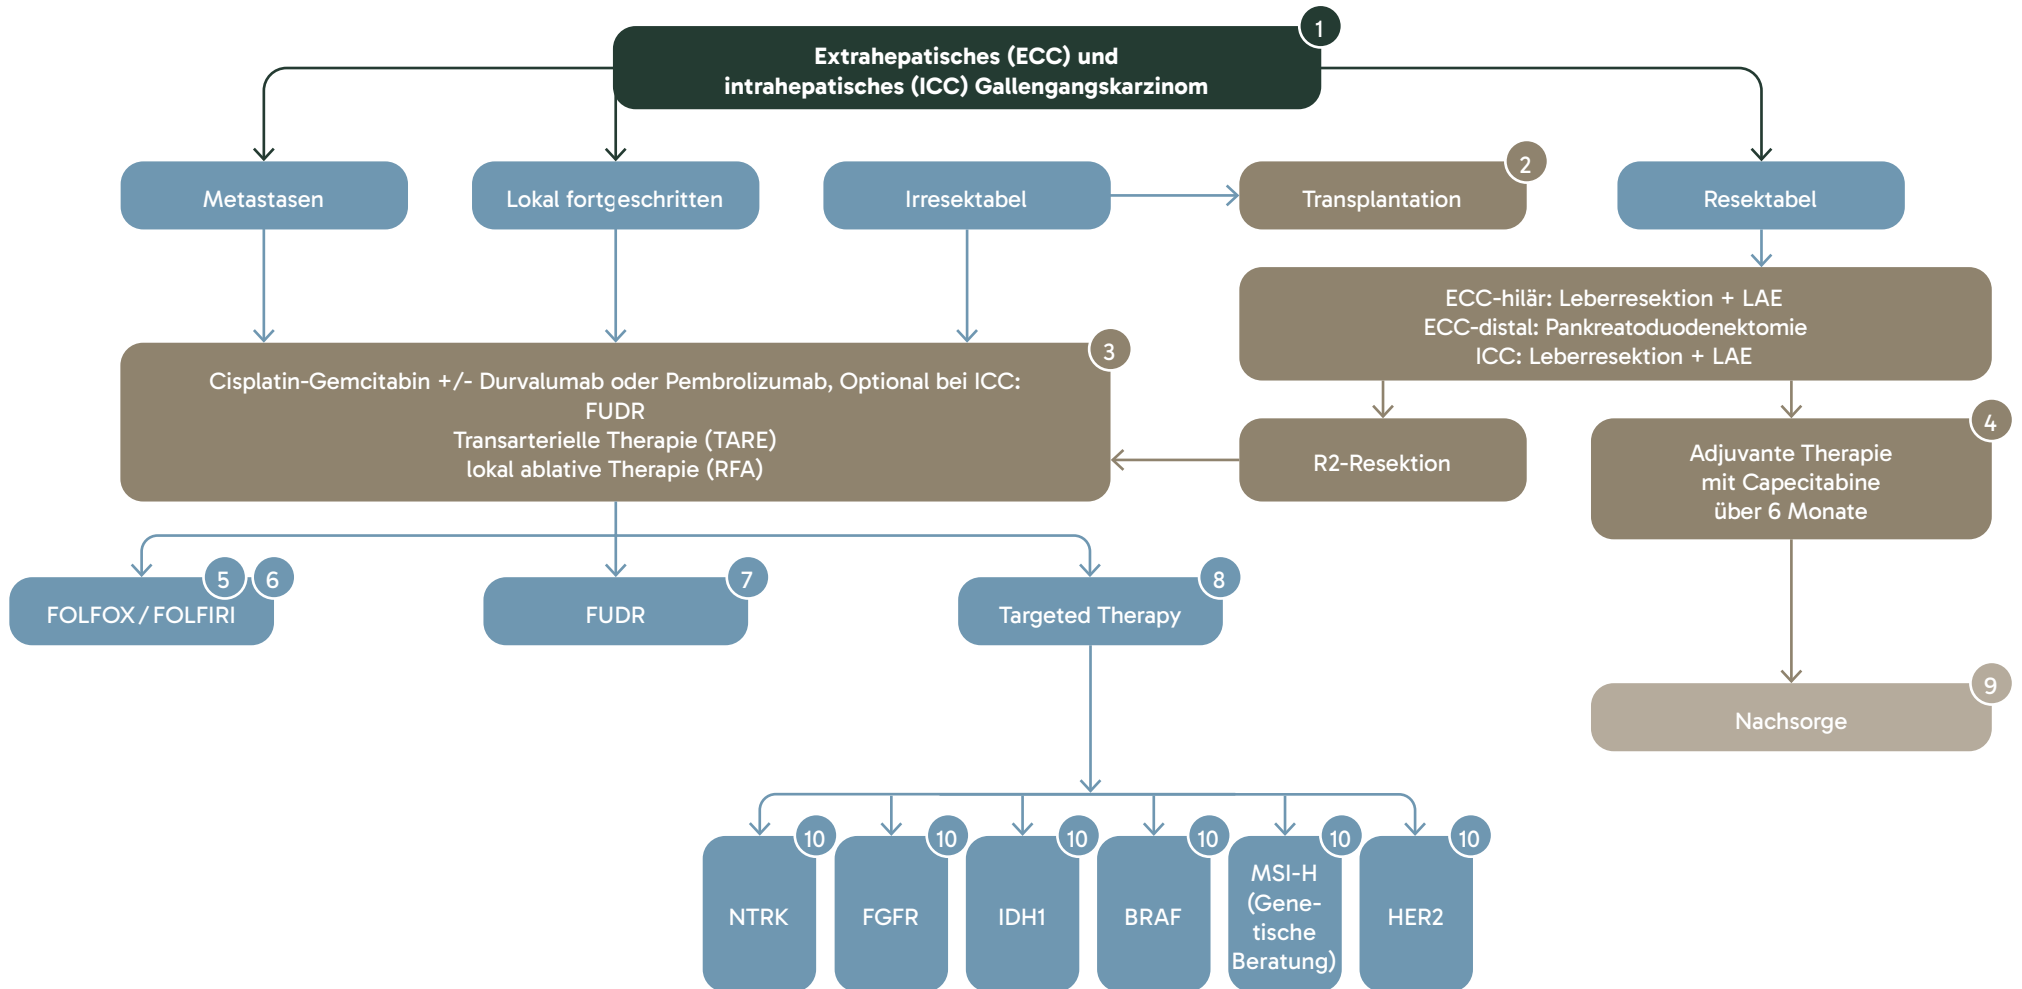 1
Extrahepatisches (ECC) und
intrahepatisches (ICC) Gallengangskarzinom
Metastasen
Lokal fortgeschritten
Irresektabel
2
Transplantation
Resektabel
ECC-hilär: Leberresektion + LAE
ECC-distal: Pankreatoduodenektomie
ICC: Leberresektion + LAE
3
Cisplatin-Gemcitabin +/- Durvalumab oder Pembrolizumab, Optional bei ICC:
FUDR
Transarterielle Therapie (TARE)
lokal ablative Therapie (RFA)
R2-Resektion
4
Adjuvante Therapie
mit Capecitabine
über 6 Monate
5
6
FOLFOX / FOLFIRI
7
FUDR
8
Targeted Therapy
9
Nachsorge
10
NTRK
10
FGFR
10
IDH1
10
BRAF
10
MSI-H
(Gene-
tische
Beratung)
10
HER2